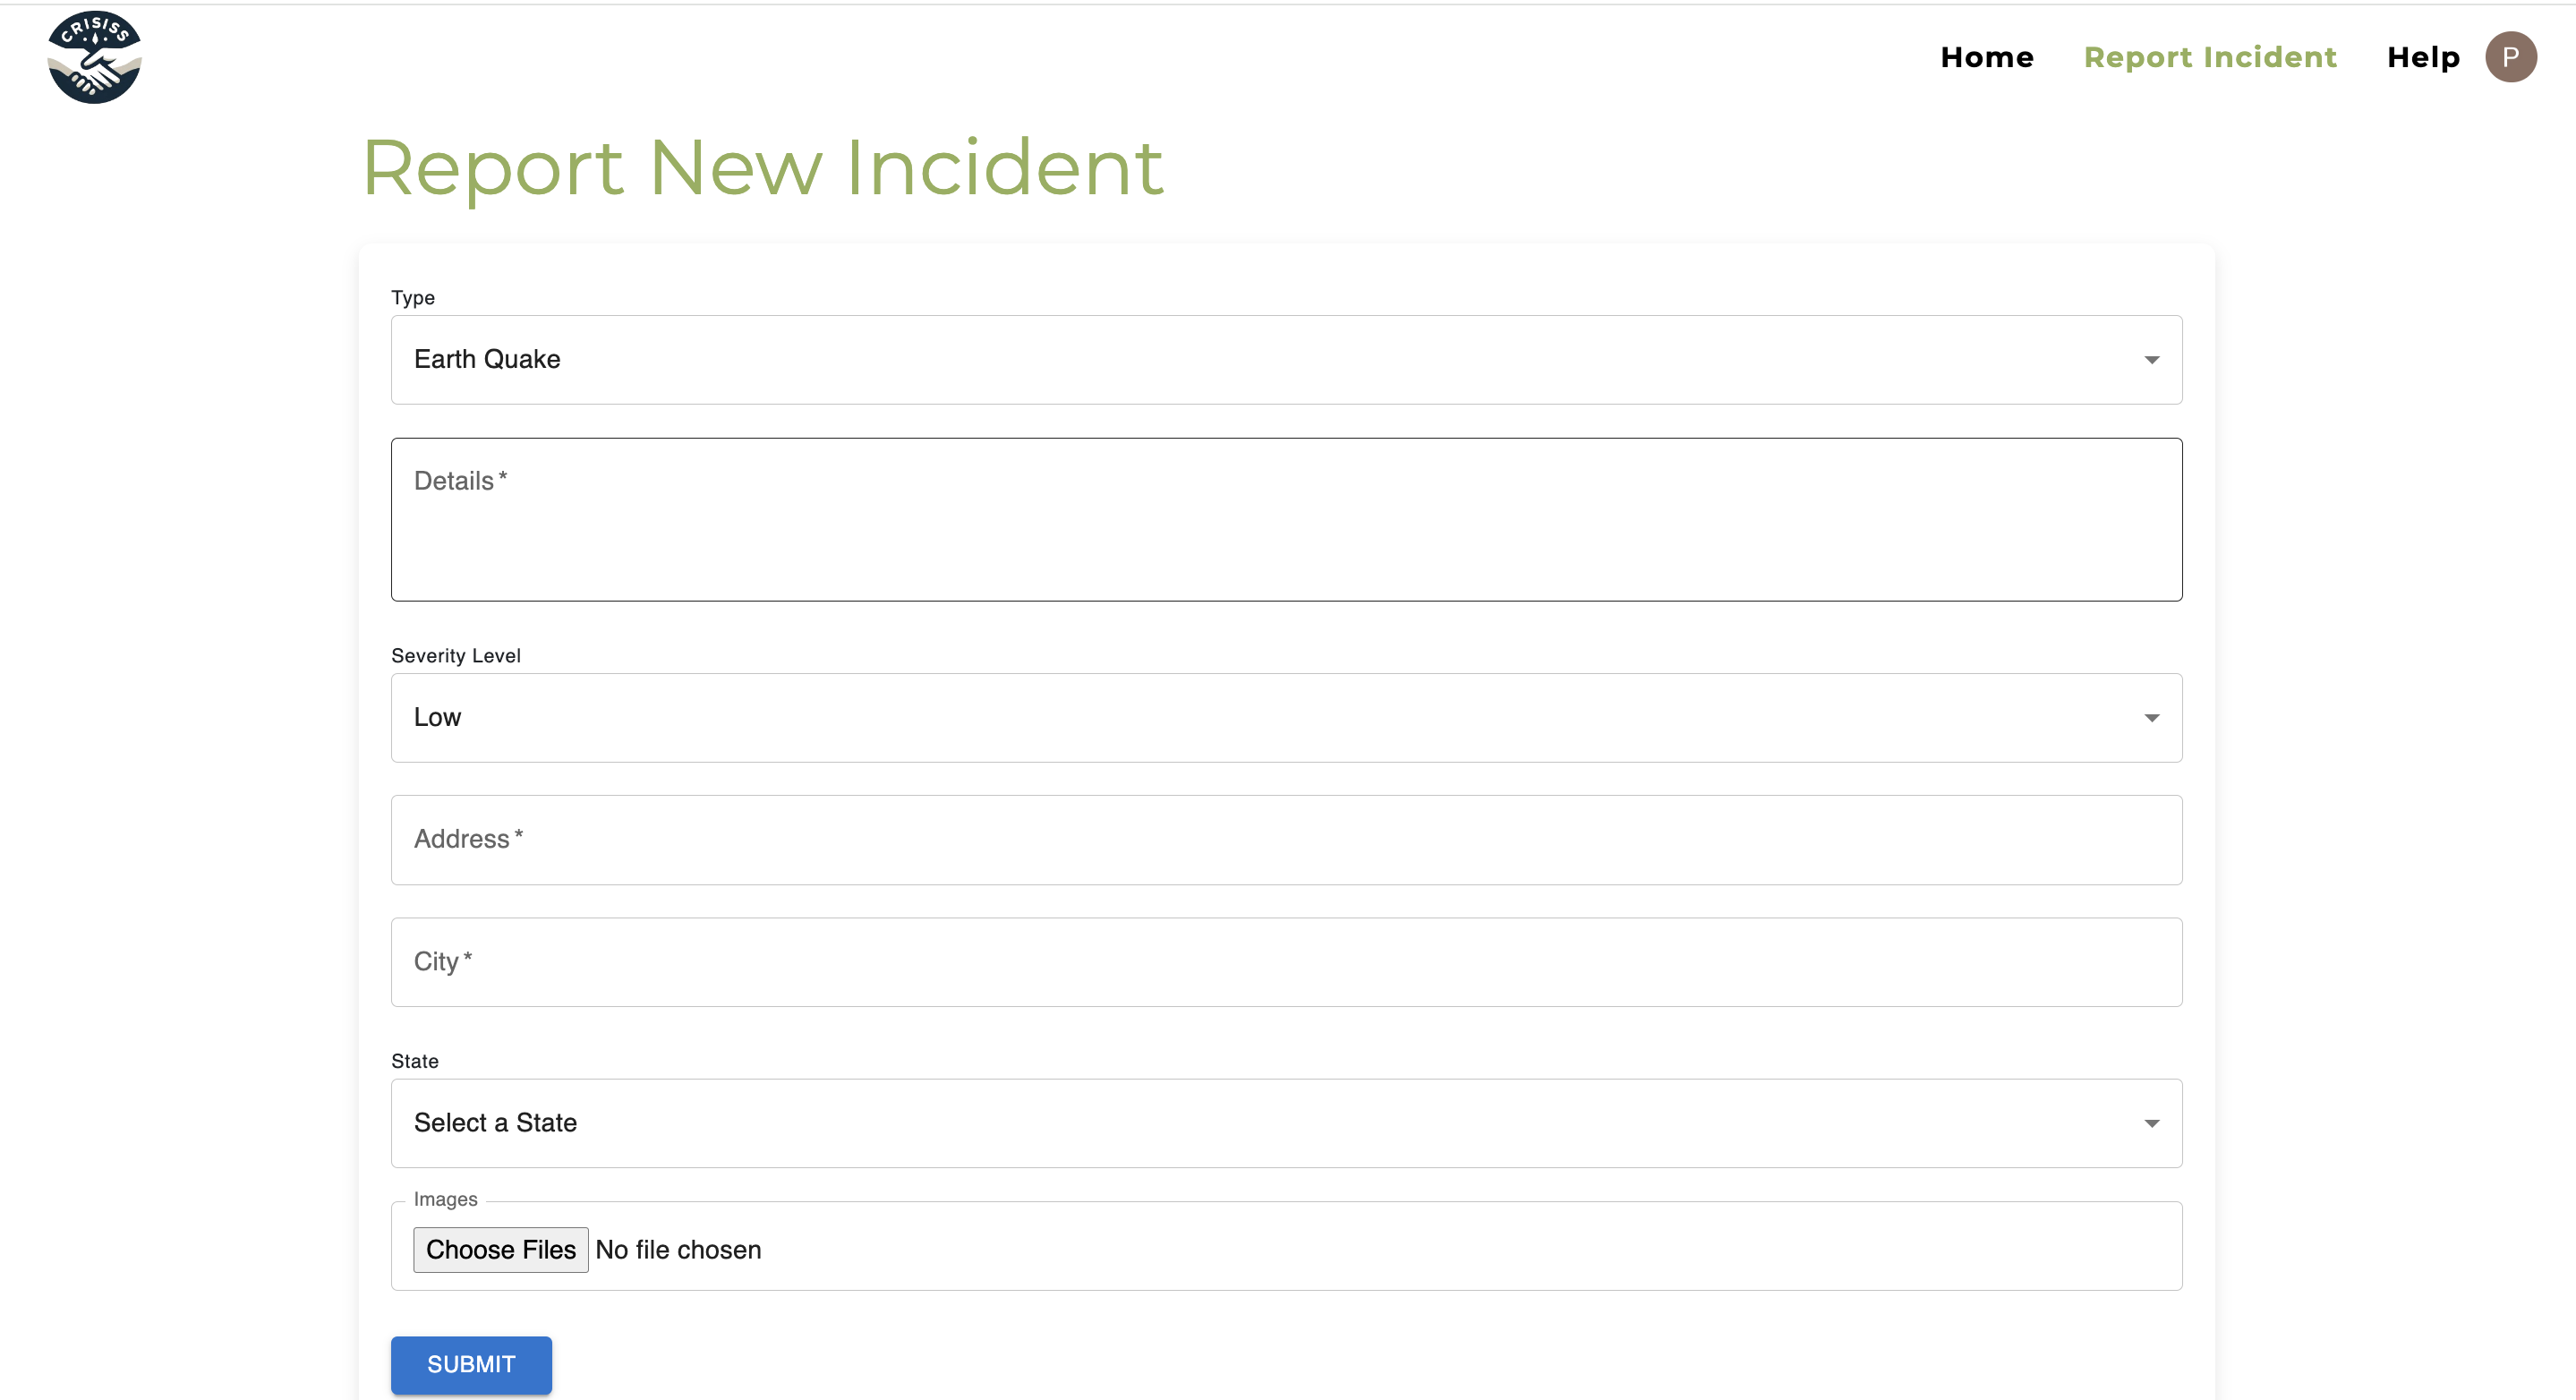 CRISISS
Home Report Incident Help P
Report New Incident
Type
Earth Quake
Details *
Severity Level
Low
Address *
City *
State
Select a State
Images
Choose Files No file chosen
SUBMIT